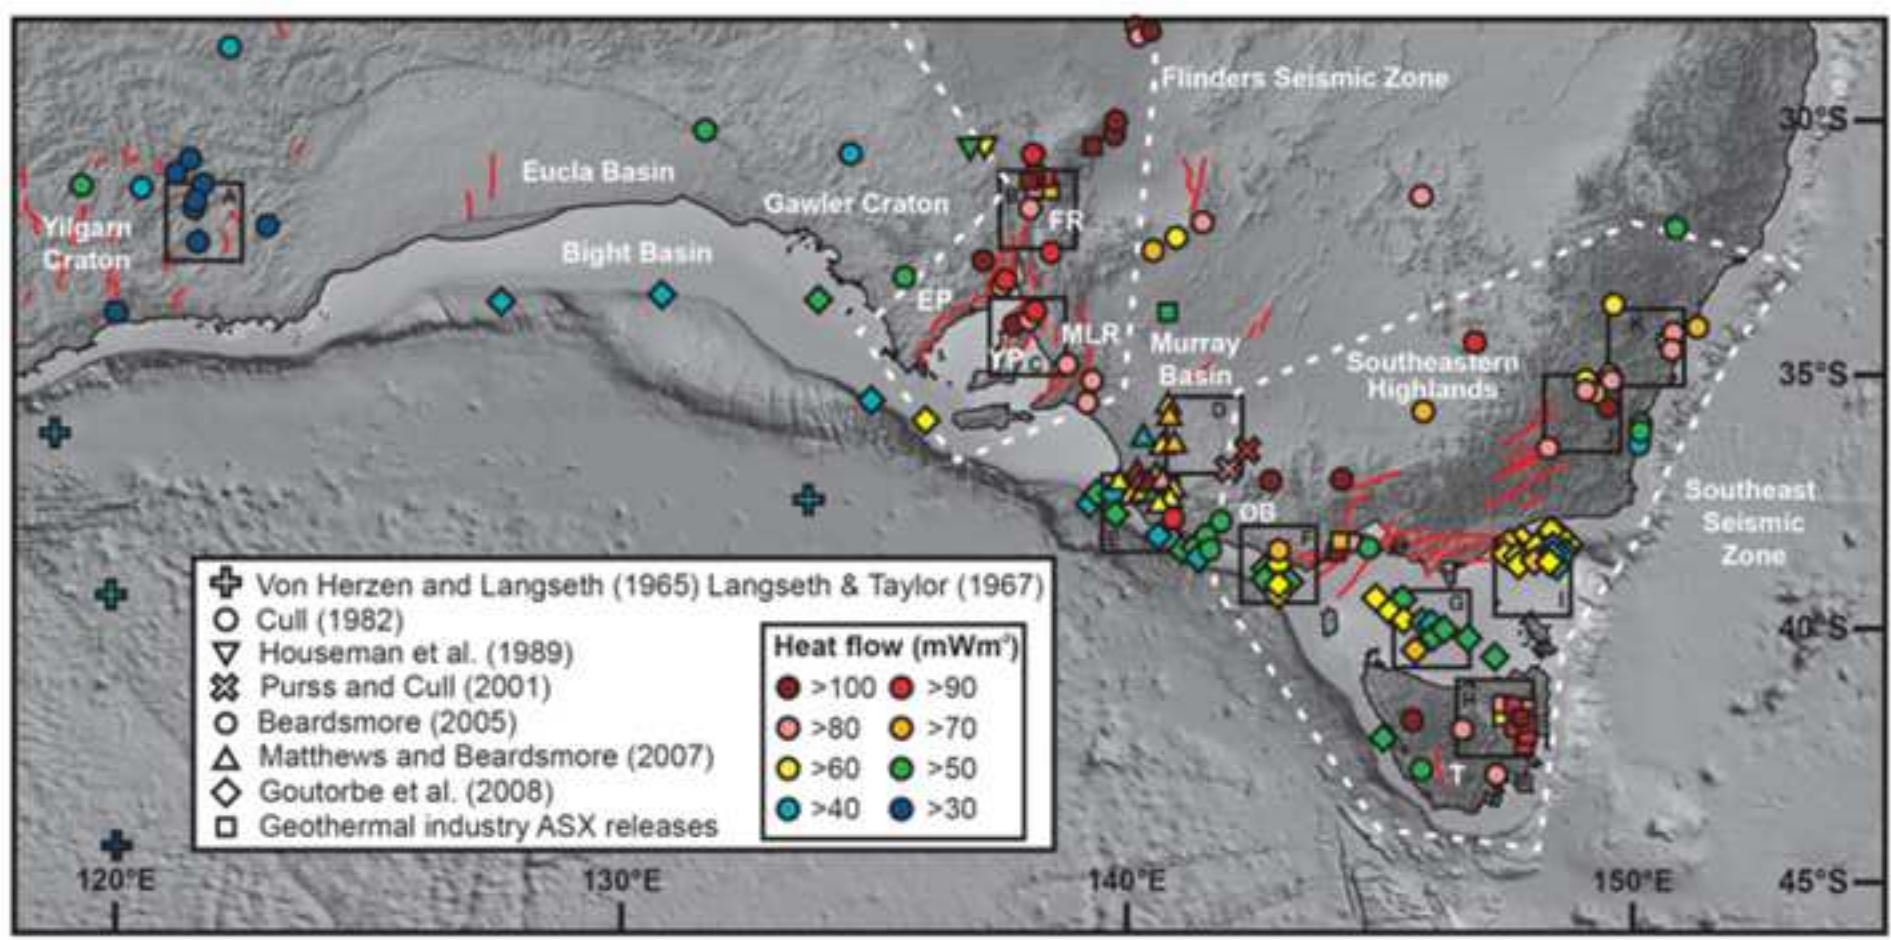 Flinders Seismic Zone
30°S
Eucla Basin
Gawler Craton
A
FR
Yilgarn
Craton
Bight Basin
EP
MLR
Murray
Basin
YP
C
Southeastern
Highlands
35°S
D
Southeast
Seismic
Zone
OB
F
G
I
40°S
T
Von Herzen and Langseth (1965) Langseth & Taylor (1967)
Cull (1982)
Houseman et al. (1989)
Purss and Cull (2001)
Beardsmore (2005)
Matthews and Beardsmore (2007)
Goutorbe et al. (2008)
Geothermal industry ASX releases
Heat flow (mWm⁻²)
>100 >90
>80 >70
>60 >50
>40 >30
120°E
130°E
140°E
150°E
45°S